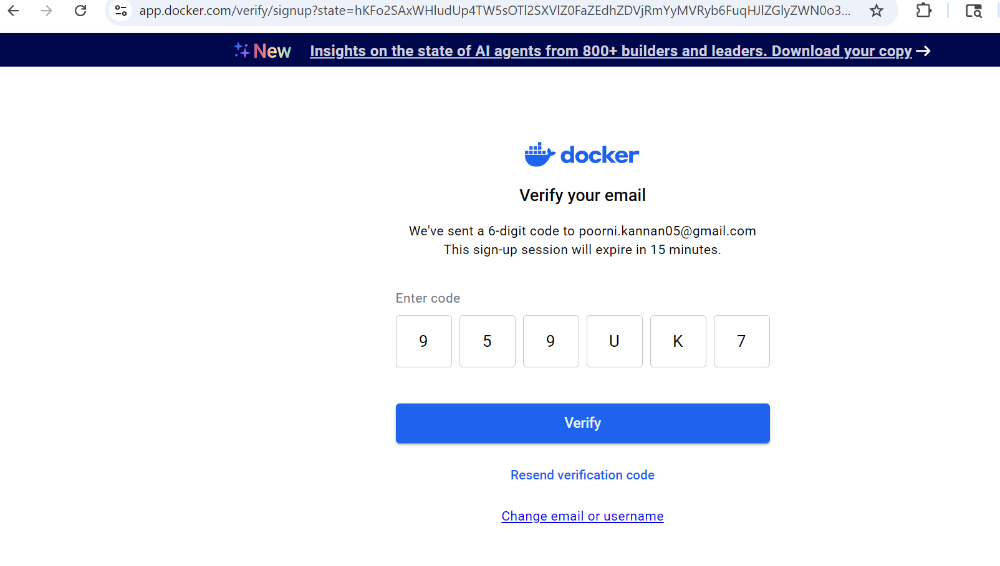 app.docker.com/verify/signup?state=hKFo2SAxWHludUp4TW5sOTl2SXVlZ0FaZEdhZDVjRmYyMVRyb6FuqHJlZGlyZWN0o3...
New Insights on the state of AI agents from 800+ builders and leaders. Download your copy
docker
Verify your email
We've sent a 6-digit code to poorni.kannan05@gmail.com
This sign-up session will expire in 15 minutes.
Enter code
9 5 9 U K 7
Verify
Resend verification code
Change email or username